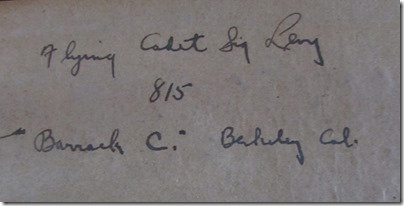 Flying Cadet Sig Levy
815
"Barrack C." Berkeley Cal.